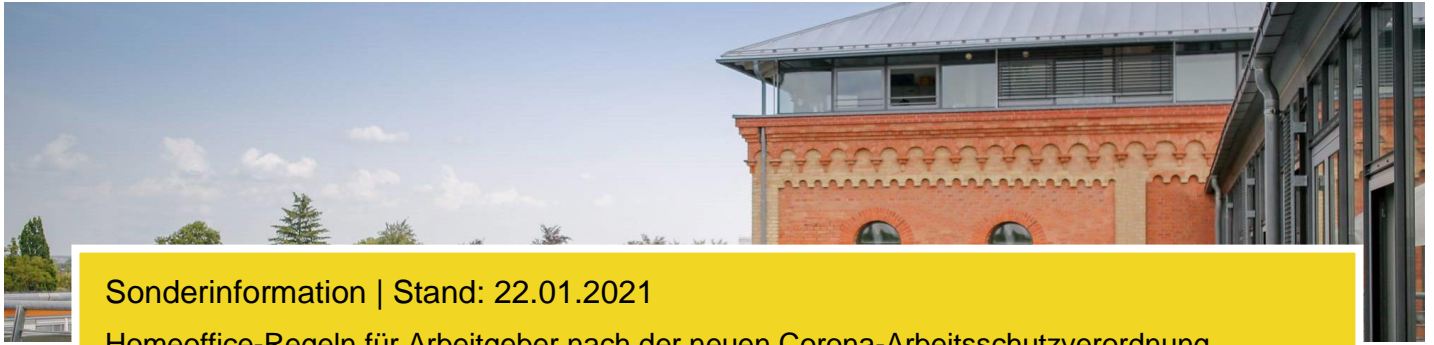 Sonderinformation | Stand: 22.01.2021
Homeoffice-Regeln für Arbeitgeber nach der neuen Corona-Arbeitsschutzverordnung